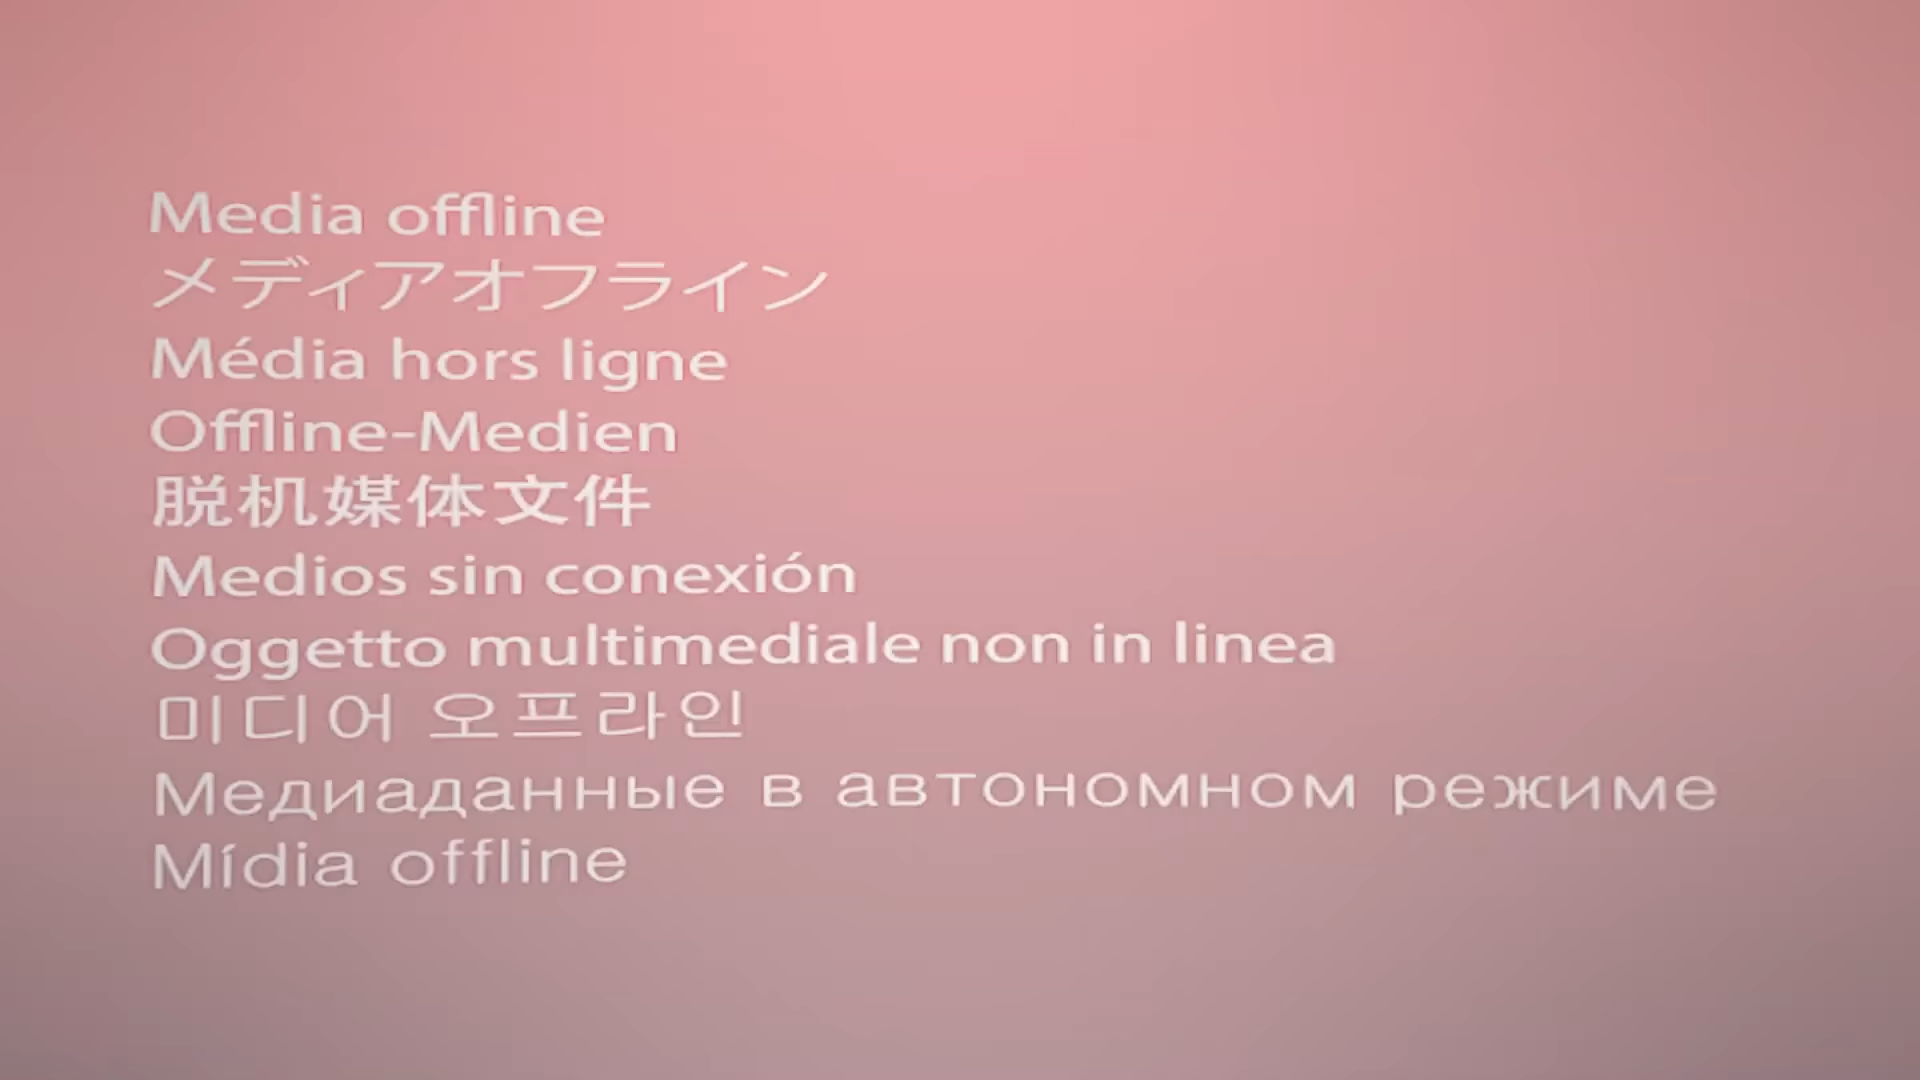 Media offline
メディアオフライン
Média hors ligne
Offline-Medien
脱机媒体文件
Medios sin conexión
Oggetto multimediale non in linea
미디어 오프라인
Медиаданные в автономном режиме
Mídia offline